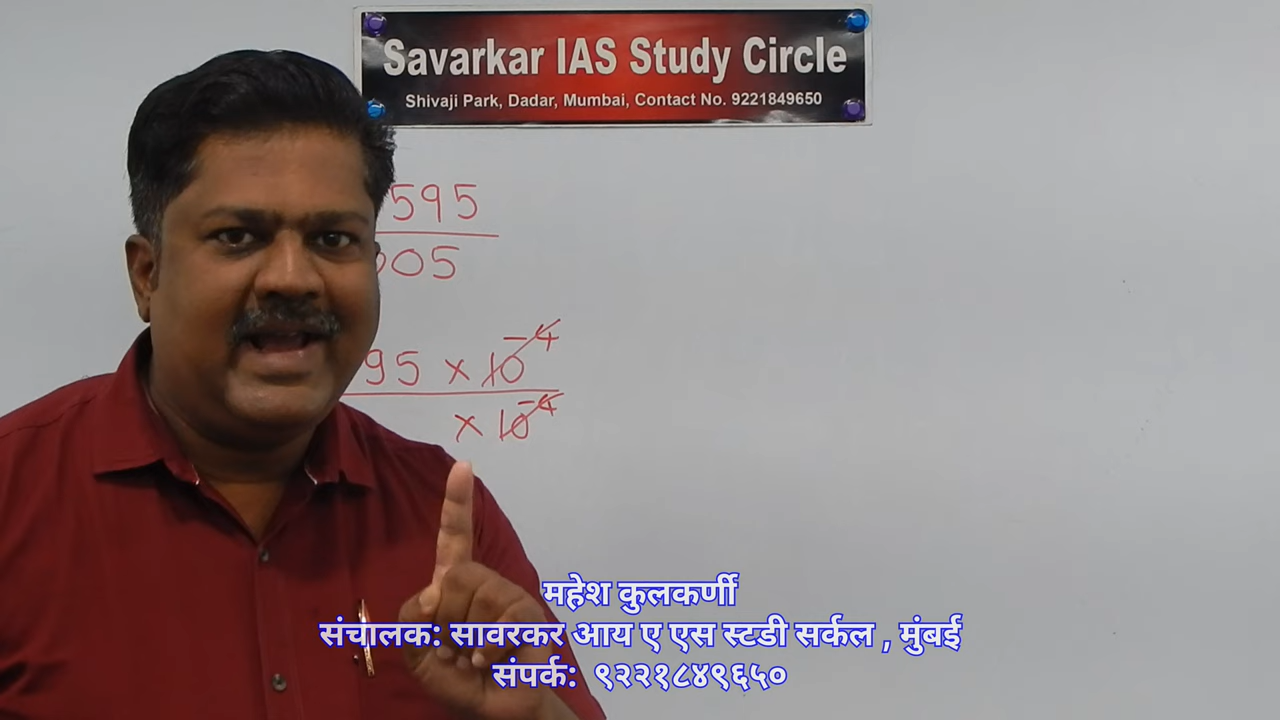 Savarkar IAS Study Circle
Shivaji Park, Dadar, Mumbai, Contact No. 9221849650
595
005
95 × 10⁻⁴
× 10⁻⁴
महेश कुलकर्णी
संचालक: सावरकर आय ए एस स्टडी सर्कल , मुंबई
संपर्क: ९२२१८४९६५०